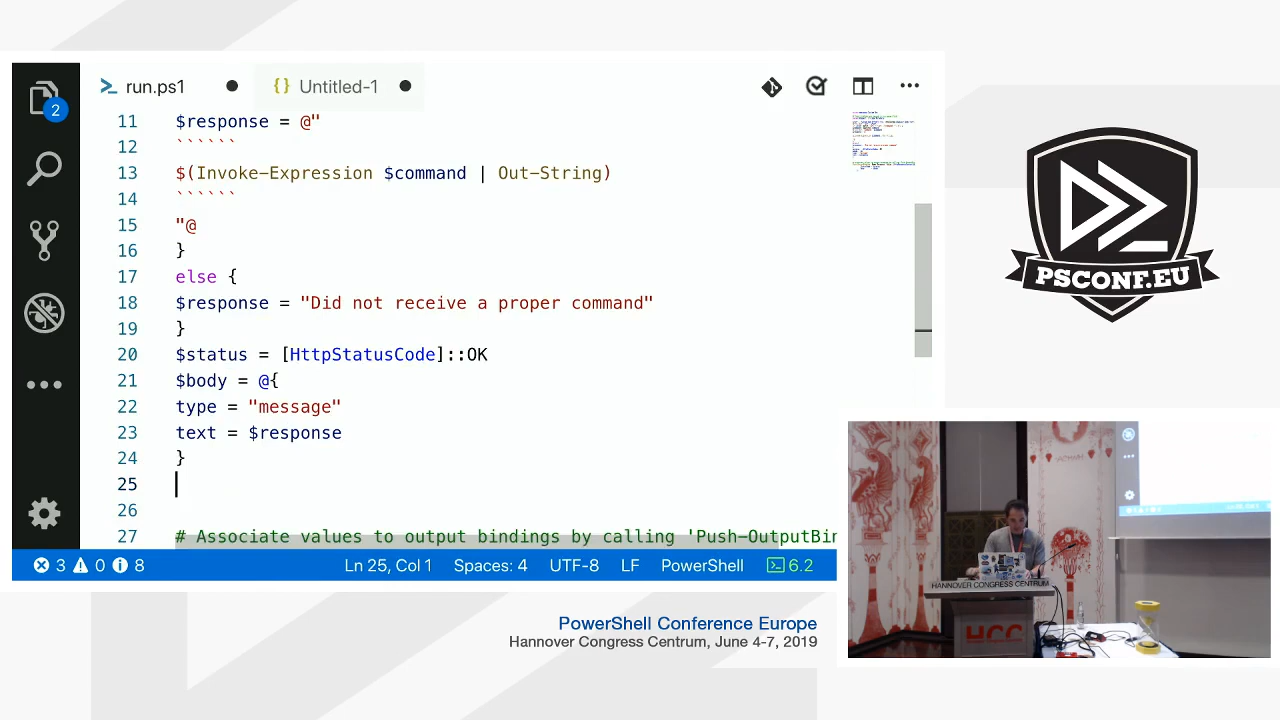 run.ps1
{} Untitled-1
2
11 $response = @"
12 ``````
13 $(Invoke-Expression $command | Out-String)
14 ``````
15 "@
16 }
17 else {
18 $response = "Did not receive a proper command"
19 }
20 $status = [HttpStatusCode]::OK
21 $body = @{
22 type = "message"
23 text = $response
24 }
25
26
27 # Associate values to output bindings by calling 'Push-OutputBin
3 0 8 Ln 25, Col 1 Spaces: 4 UTF-8 LF PowerShell 6.2
PSCONF.EU
HANNOVER CONGRESS CENTRUM
HCC
PowerShell Conference Europe
Hannover Congress Centrum, June 4-7, 2019